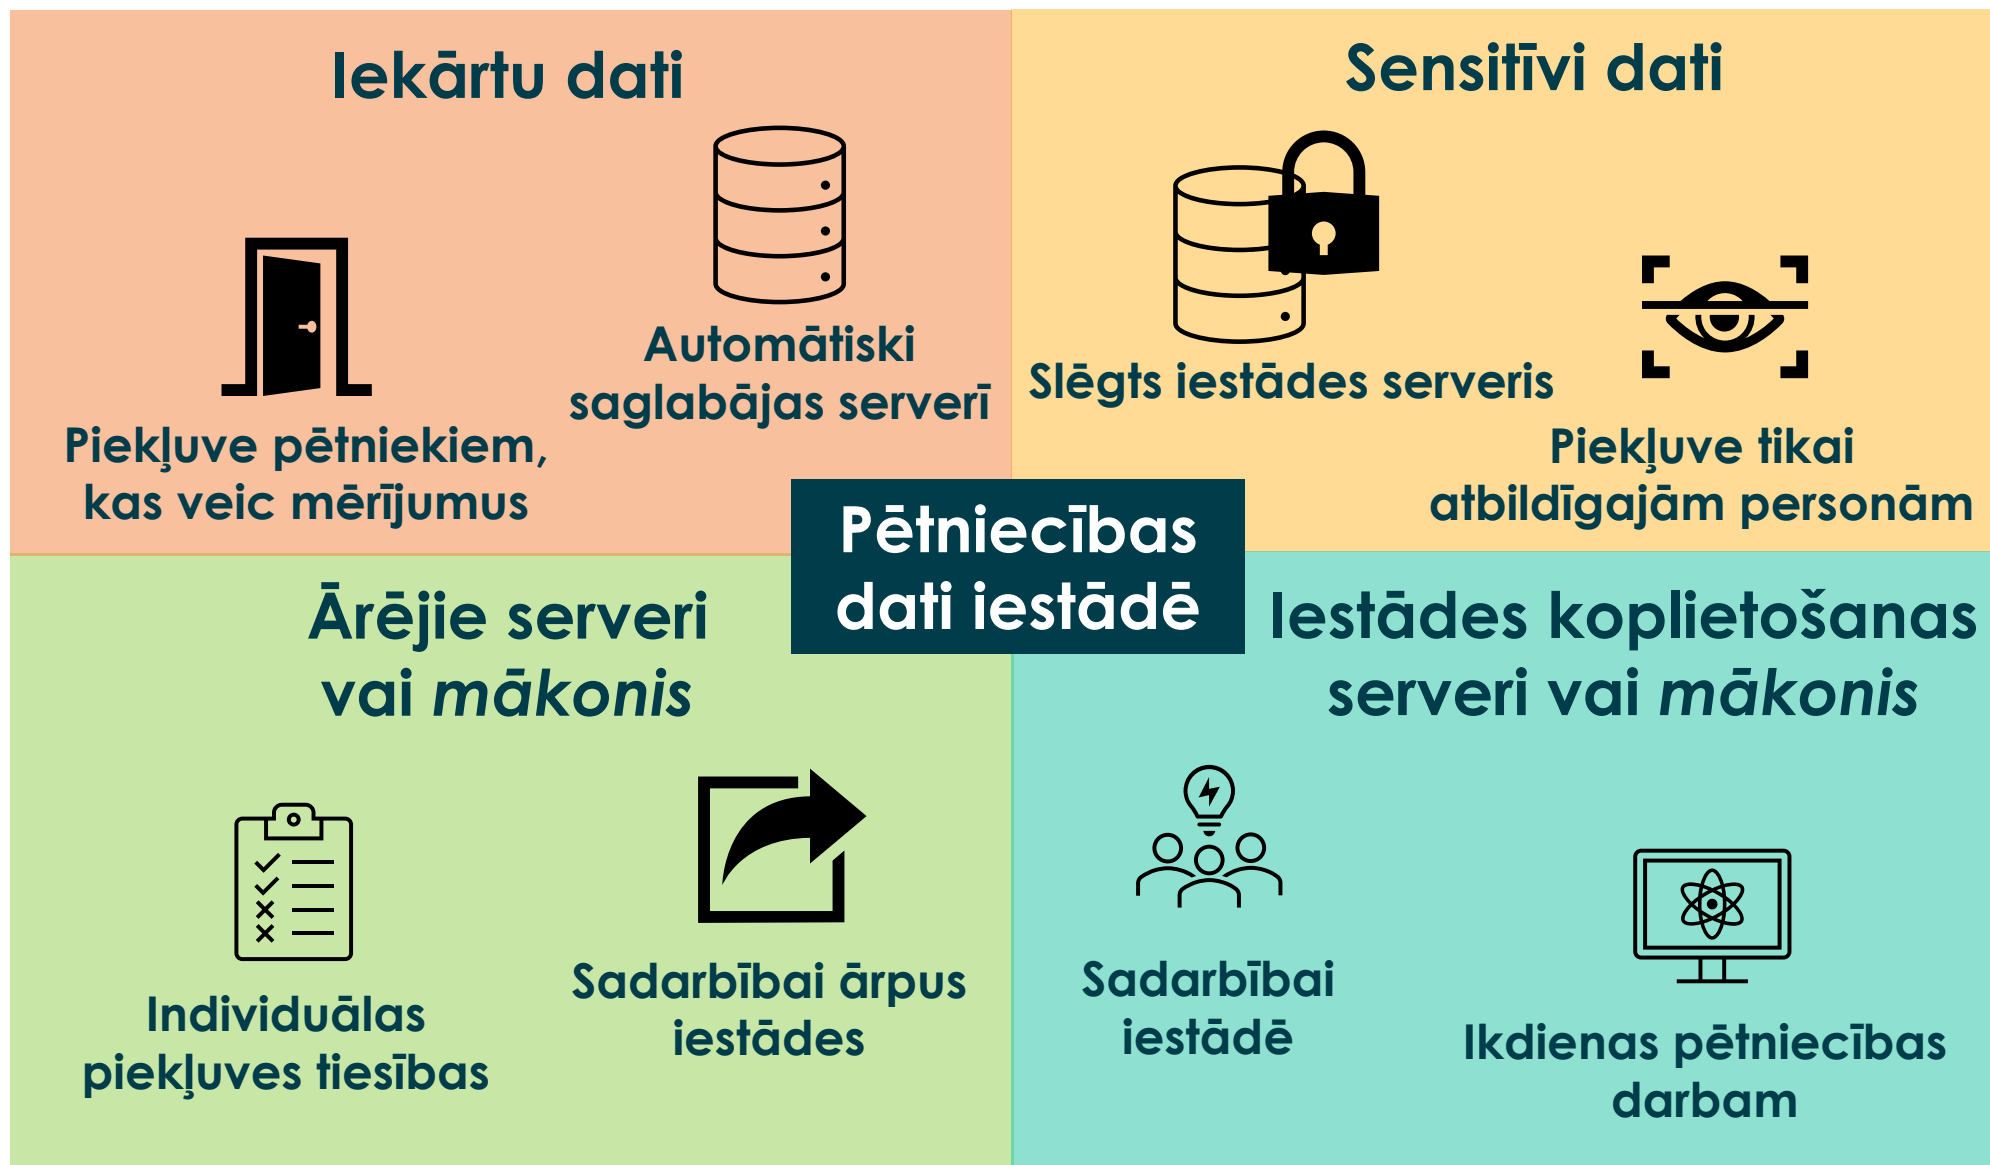 Iekārtu dati
Automātiski
saglabājas serverī
Piekļuve pētniekiem,
kas veic mērījumus
Sensitīvi dati
Slēgts iestādes serveris
Piekļuve tikai
atbildīgajām personām
Pētniecības
dati iestādē
Ārējie serveri
vai mākonis
Individuālas
piekļuves tiesības
Sadarbībai ārpus
iestādes
Iestādes koplietošanas
serveri vai mākonis
Sadarbībai
iestādē
Ikdienas pētniecības
darbam